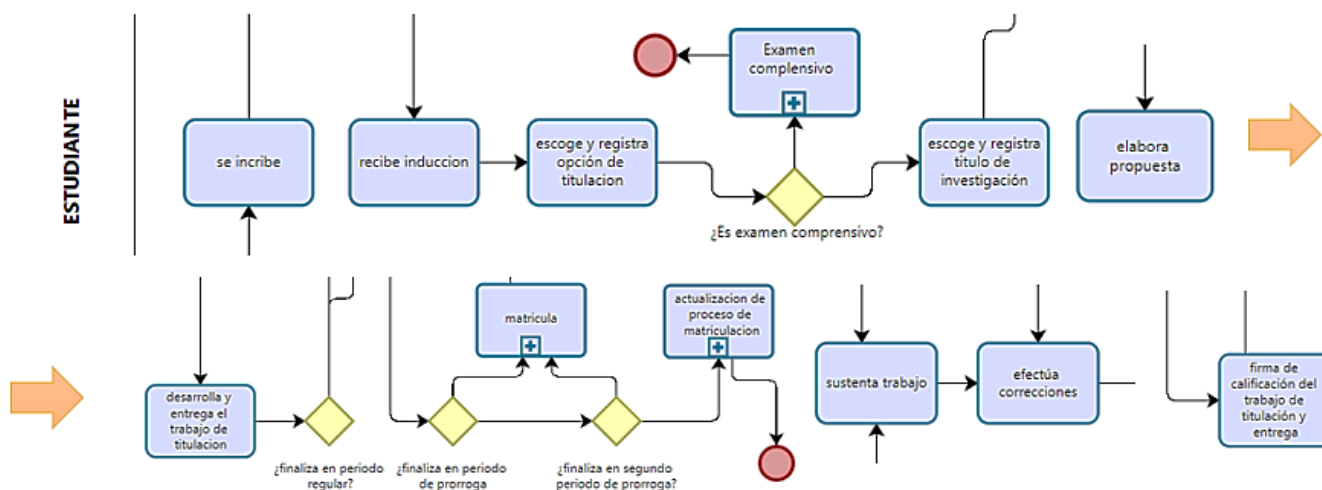 ESTUDIANTE
se incribe
recibe induccion
escoge y registra
opción de
titulacion
Examen
complensivo
¿Es examen comprensivo?
escoge y registra
titulo de
investigación
elabora
propuesta
desarrolla y
entrega el
trabajo de
titulacion
¿finaliza en periodo
regular?
¿finaliza en periodo
de prorroga
matricula
¿finaliza en segundo
periodo de prorroga?
actualizacion de
proceso de
matriculacion
sustenta trabajo
efectúa
correcciones
firma de
calificación del
trabajo de
titulación y
entrega